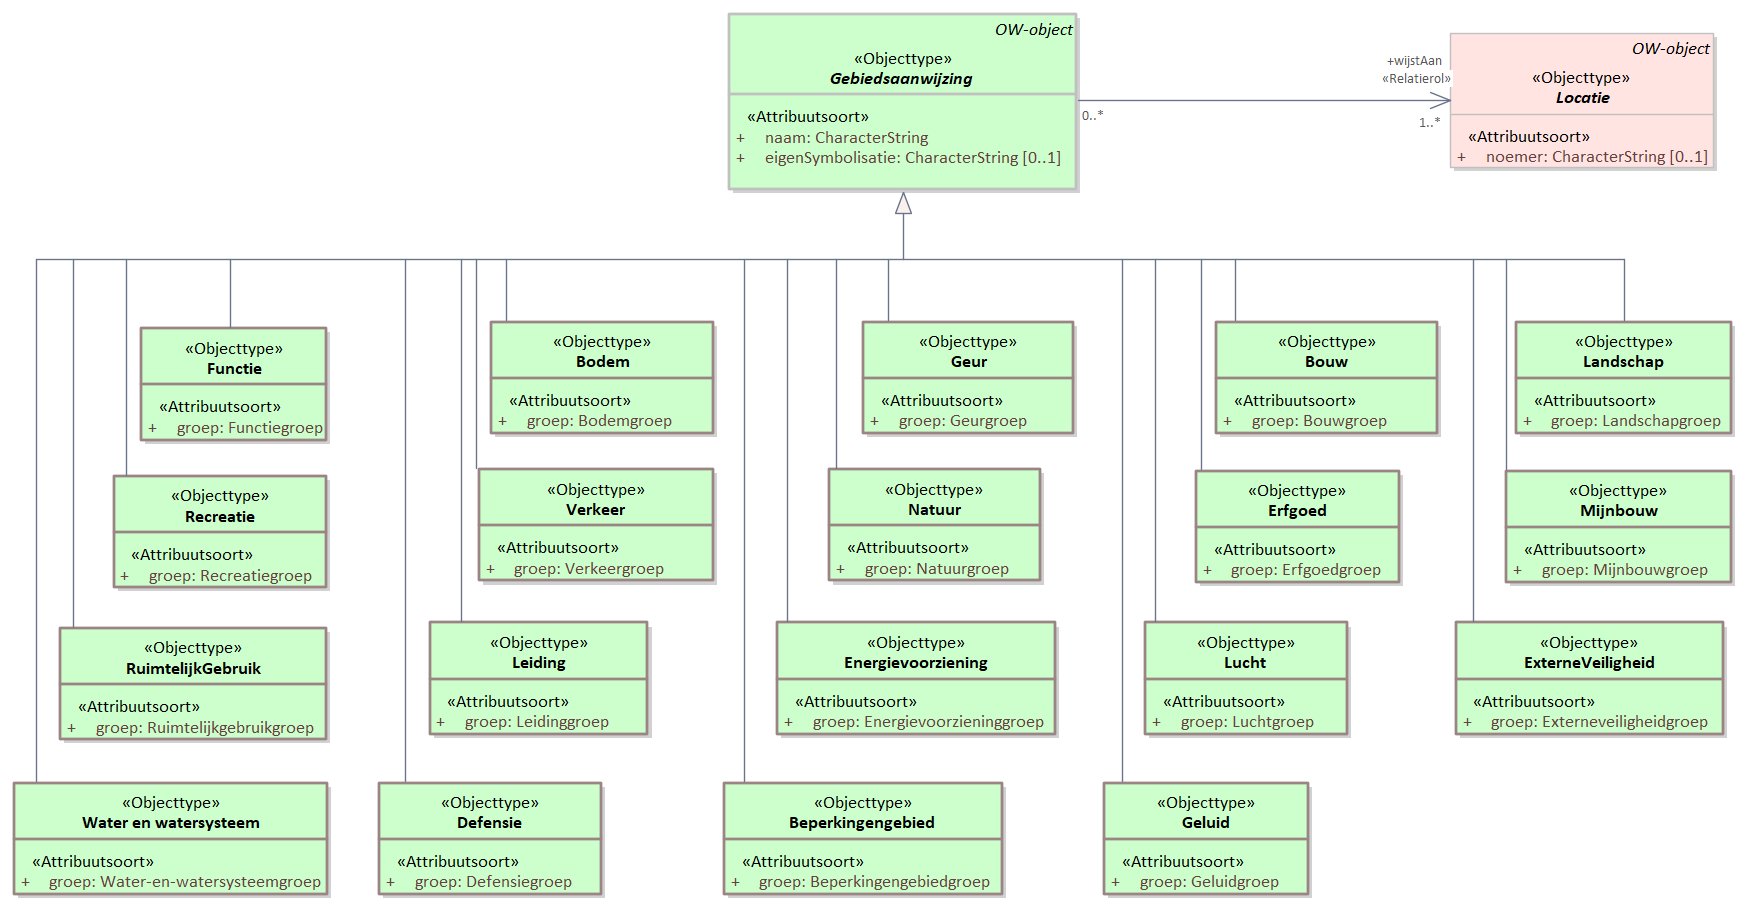 OW-object
«Objecttype»
Gebiedsaanwijzing
«Attribuutsoort»
+ naam: CharacterString
+ eigenSymbolisatie: CharacterString [0..1]
+wijstAan
«Relatierol»
0..*
1..*
OW-object
«Objecttype»
Locatie
«Attribuutsoort»
+ noemer: CharacterString [0..1]
«Objecttype»
Functie
«Attribuutsoort»
+ groep: Functiegroep
«Objecttype»
Bodem
«Attribuutsoort»
+ groep: Bodemgroep
«Objecttype»
Geur
«Attribuutsoort»
+ groep: Geurgroep
«Objecttype»
Bouw
«Attribuutsoort»
+ groep: Bouwgroep
«Objecttype»
Landschap
«Attribuutsoort»
+ groep: Landschapgroep
«Objecttype»
Recreatie
«Attribuutsoort»
+ groep: Recreatiegroep
«Objecttype»
Verkeer
«Attribuutsoort»
+ groep: Verkeergroep
«Objecttype»
Natuur
«Attribuutsoort»
+ groep: Natuurgroep
«Objecttype»
Erfgoed
«Attribuutsoort»
+ groep: Erfgoedgroep
«Objecttype»
Mijnbouw
«Attribuutsoort»
+ groep: Mijnbouwgroep
«Objecttype»
RuimtelijkGebruik
«Attribuutsoort»
+ groep: Ruimtelijkgebruikgroep
«Objecttype»
Leiding
«Attribuutsoort»
+ groep: Leidinggroep
«Objecttype»
Energievoorziening
«Attribuutsoort»
+ groep: Energievoorzieninggroep
«Objecttype»
Lucht
«Attribuutsoort»
+ groep: Luchtgroep
«Objecttype»
ExterneVeiligheid
«Attribuutsoort»
+ groep: Externeveiligheidgroep
«Objecttype»
Water en watersysteem
«Attribuutsoort»
+ groep: Water-en-watersysteemgroep
«Objecttype»
Defensie
«Attribuutsoort»
+ groep: Defensiegroep
«Objecttype»
Beperkingengebied
«Attribuutsoort»
+ groep: Beperkingengebiedgroep
«Objecttype»
Geluid
«Attribuutsoort»
+ groep: Geluidgroep